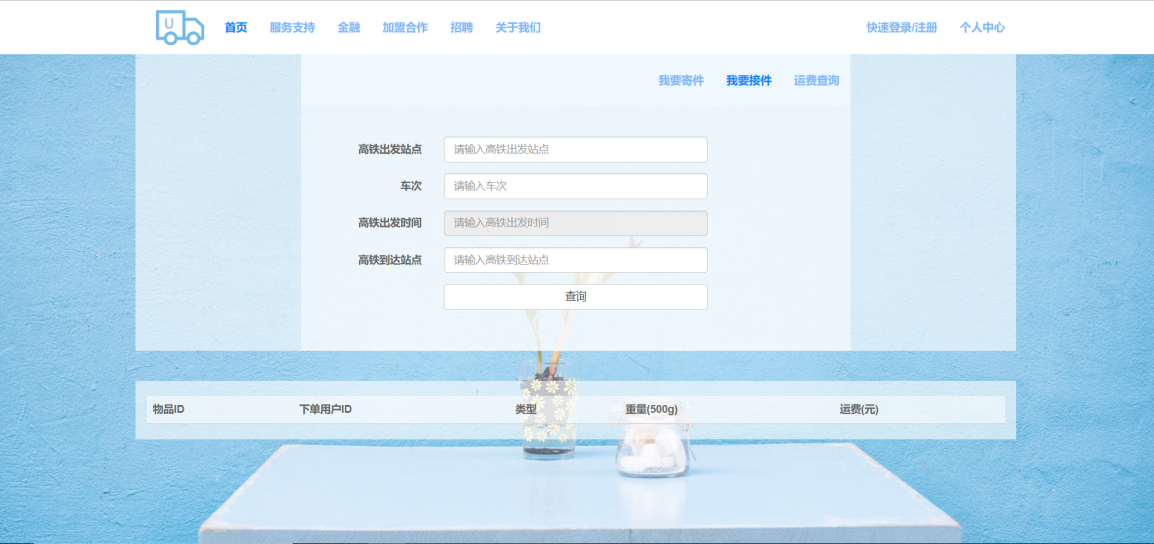 U 首页 服务支持 金融 加盟合作 招聘 关于我们 快速登录/注册 个人中心
我要寄件 我要接件 运费查询
高铁出发站点 请输入高铁出发站点
车次 请输入车次
高铁出发时间 请输入高铁出发时间
高铁到达站点 请输入高铁到达站点
查询
物品ID 下单用户ID 类型 重量(500g) 运费(元)